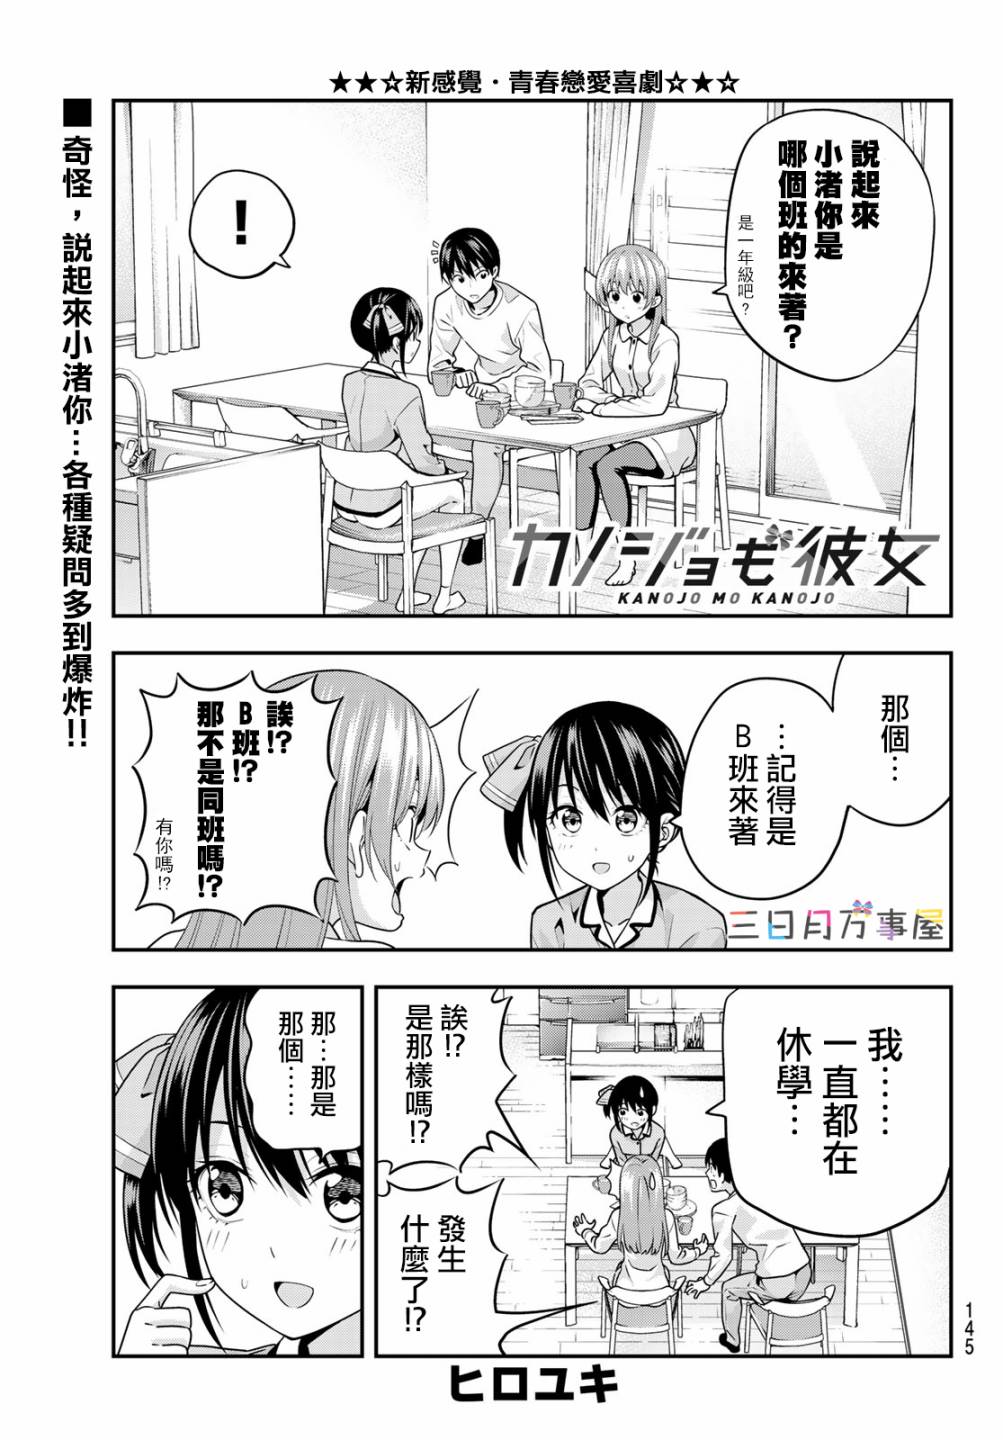 ★★☆新感覺・青春戀愛喜劇☆★☆
■奇怪，說起來小渚你…各種疑問多到爆炸!!
說起來
小渚你是
哪個班的來著?
是一年級吧?
!
カノジョも彼女
KANOJO MO KANOJO
那個…
…記得是
B班來著
誒!?
B班!?
那不是同班嗎!?
有你嗎!?
三日月万事屋
我……
一直都在
休學…
誒!?
是那樣嗎!?
發生
什麼了!?
那…那是
那個……
145
ヒロユキ